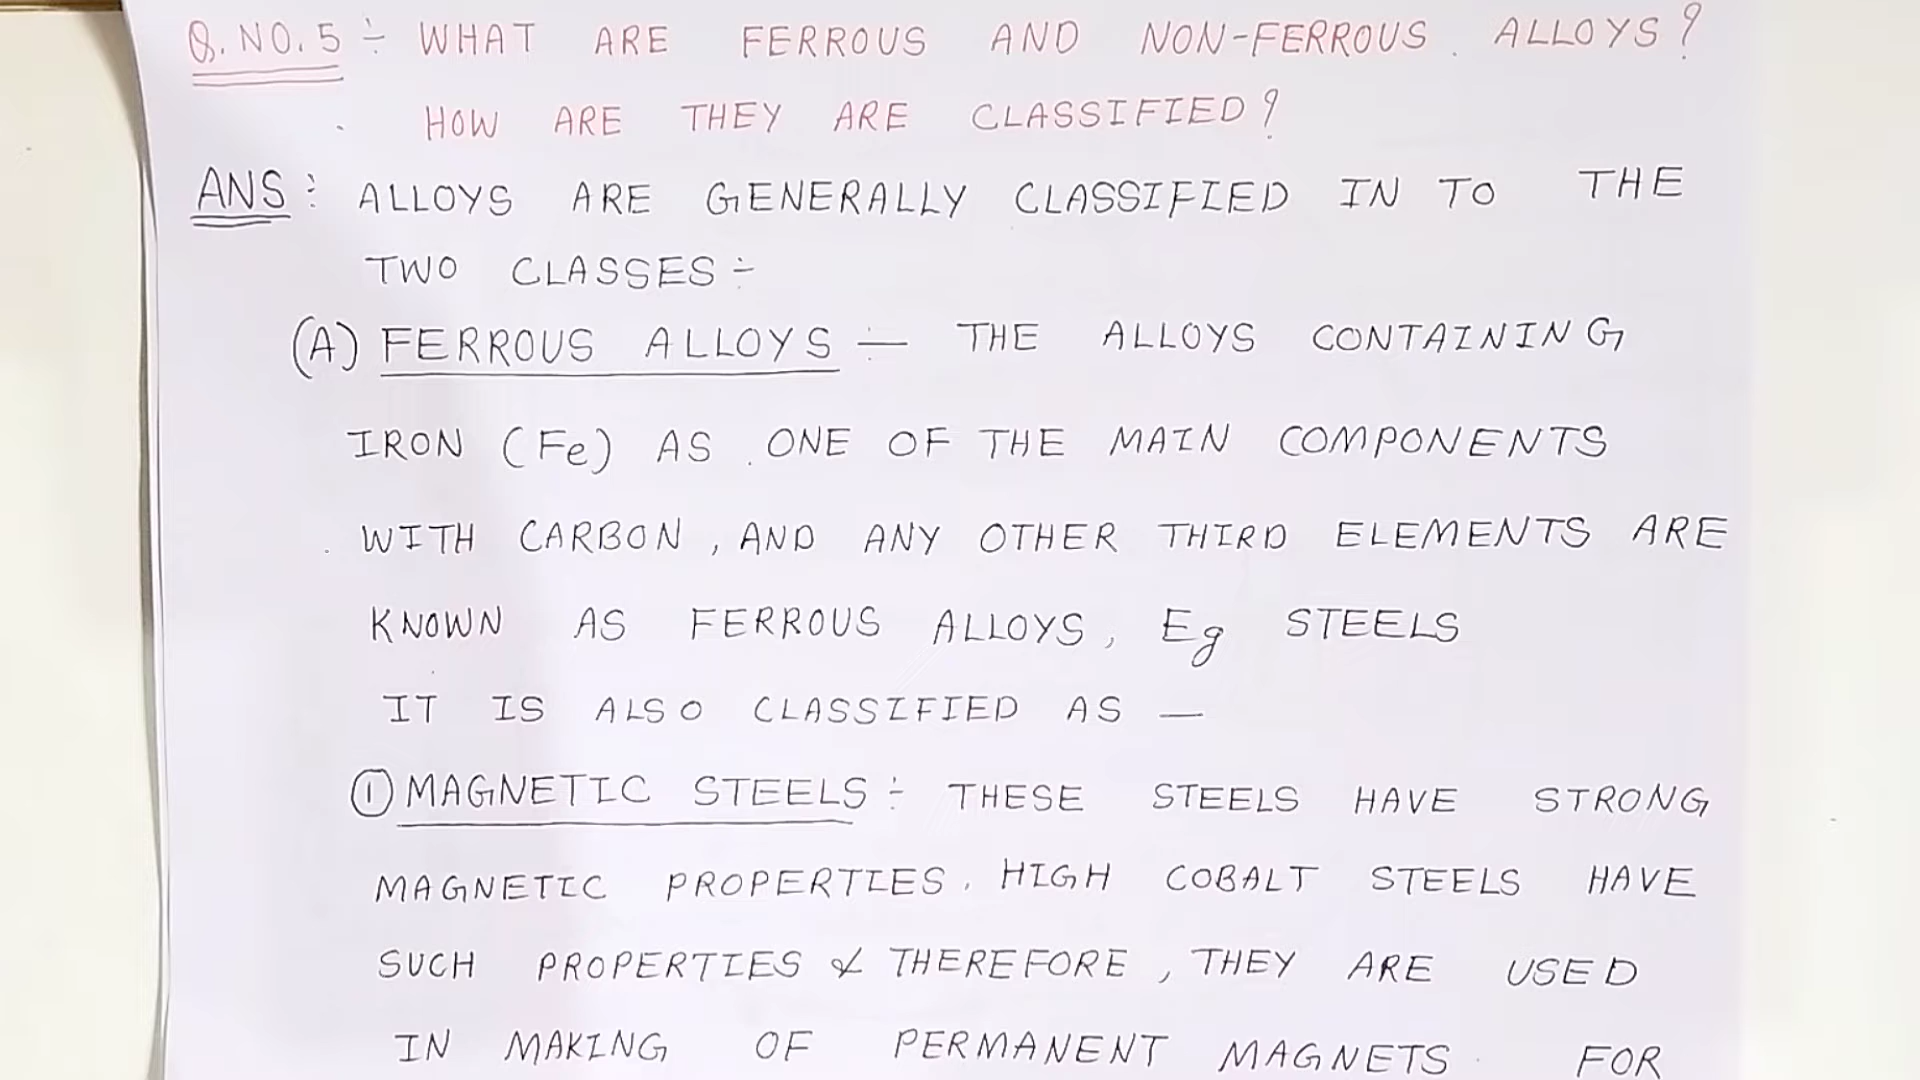 Q. NO. 5 :- WHAT ARE FERROUS AND NON-FERROUS ALLOYS?
HOW ARE THEY ARE CLASSIFIED?
ANS : ALLOYS ARE GENERALLY CLASSIFIED IN TO THE
TWO CLASSES :-
(A) FERROUS ALLOYS — THE ALLOYS CONTAINING
IRON (Fe) AS ONE OF THE MAIN COMPONENTS
WITH CARBON, AND ANY OTHER THIRD ELEMENTS ARE
KNOWN AS FERROUS ALLOYS, Eg STEELS
IT IS ALSO CLASSIFIED AS —
① MAGNETIC STEELS :- THESE STEELS HAVE STRONG
MAGNETIC PROPERTIES. HIGH COBALT STEELS HAVE
SUCH PROPERTIES & THEREFORE, THEY ARE USED
IN MAKING OF PERMANENT MAGNETS FOR